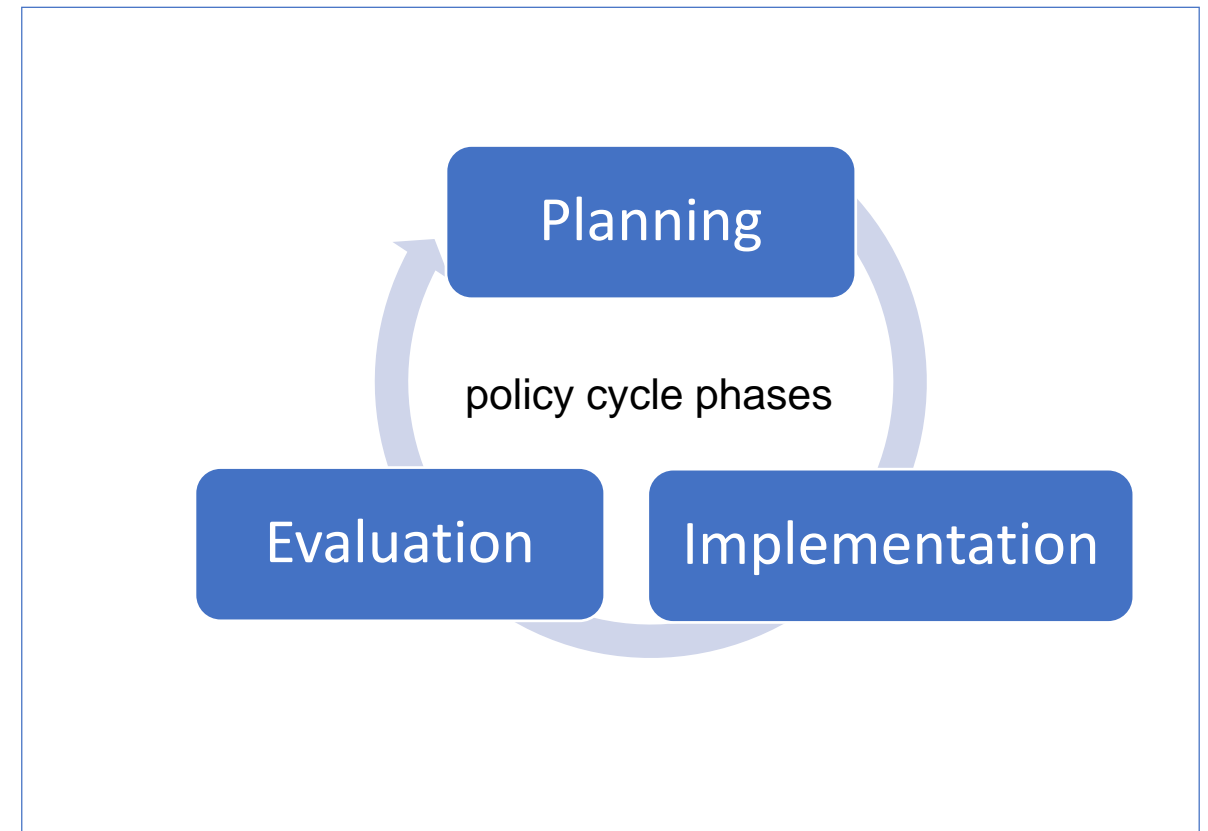 Planning
policy cycle phases
Evaluation
Implementation